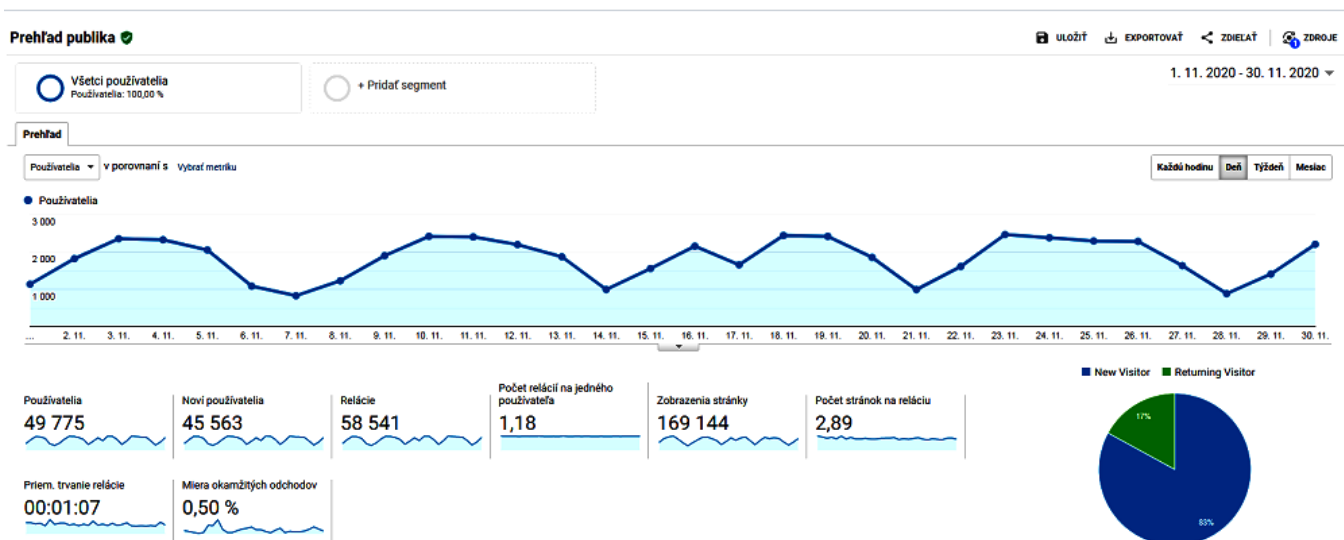 Prehľad publika
ULOŽIŤ EXPORTOVAŤ ZDIEĽAŤ ZDROJE
1
Všetci používatelia
Používatelia: 100,00 %
+ Pridať segment
1. 11. 2020 - 30. 11. 2020
Prehľad
Používatelia v porovnaní s Vybrať metriku
Každú hodinu Deň Týždeň Mesiac
Používatelia
3 000
2 000
1 000
... 2. 11. 3. 11. 4. 11. 5. 11. 6. 11. 7. 11. 8. 11. 9. 11. 10. 11. 11. 11. 12. 11. 13. 11. 14. 11. 15. 11. 16. 11. 17. 11. 18. 11. 19. 11. 20. 11. 21. 11. 22. 11. 23. 11. 24. 11. 25. 11. 26. 11. 27. 11. 28. 11. 29. 11. 30. 11.
New Visitor Returning Visitor
Používatelia
49 775
Noví používatelia
45 563
Relácie
58 541
Počet relácií na jedného
používateľa
1,18
Zobrazenia stránky
169 144
Počet stránok na reláciu
2,89
Priem. trvanie relácie
00:01:07
Miera okamžitých odchodov
0,50 %
17%
83%